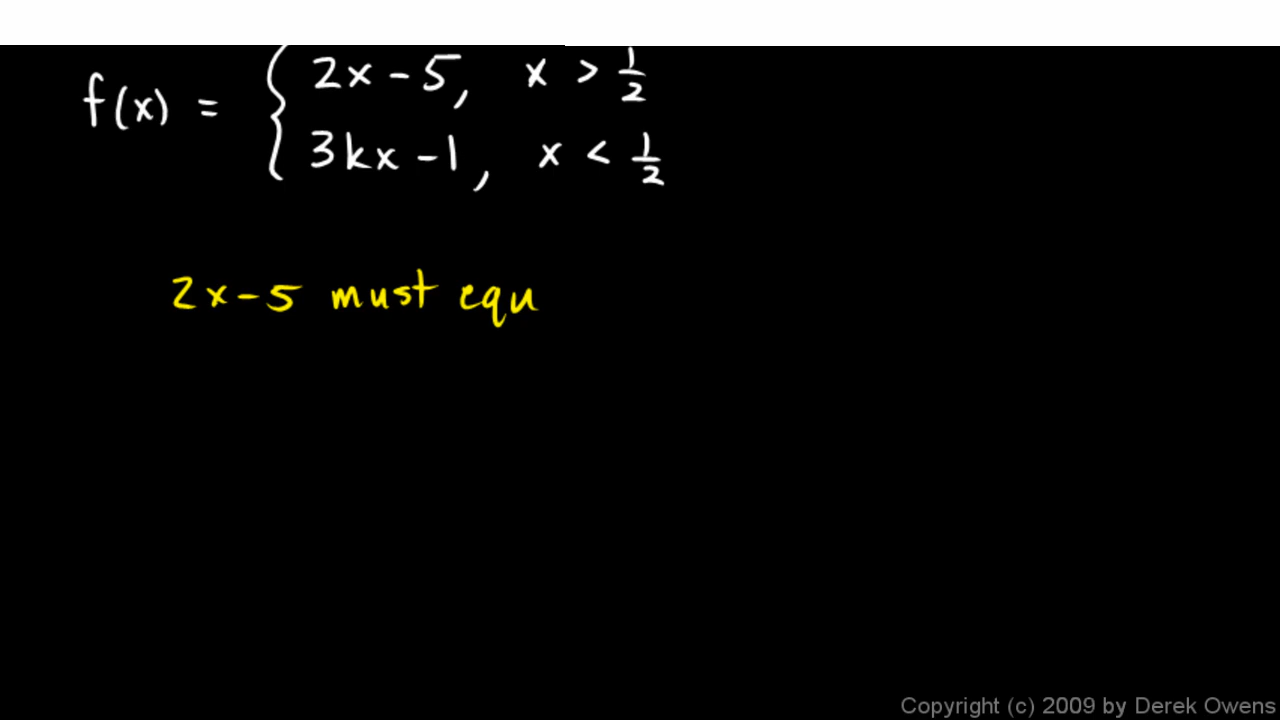 f(x) = { 2x - 5, x > 1/2
3kx - 1, x < 1/2
2x - 5 must equ
Copyright (c) 2009 by Derek Owens